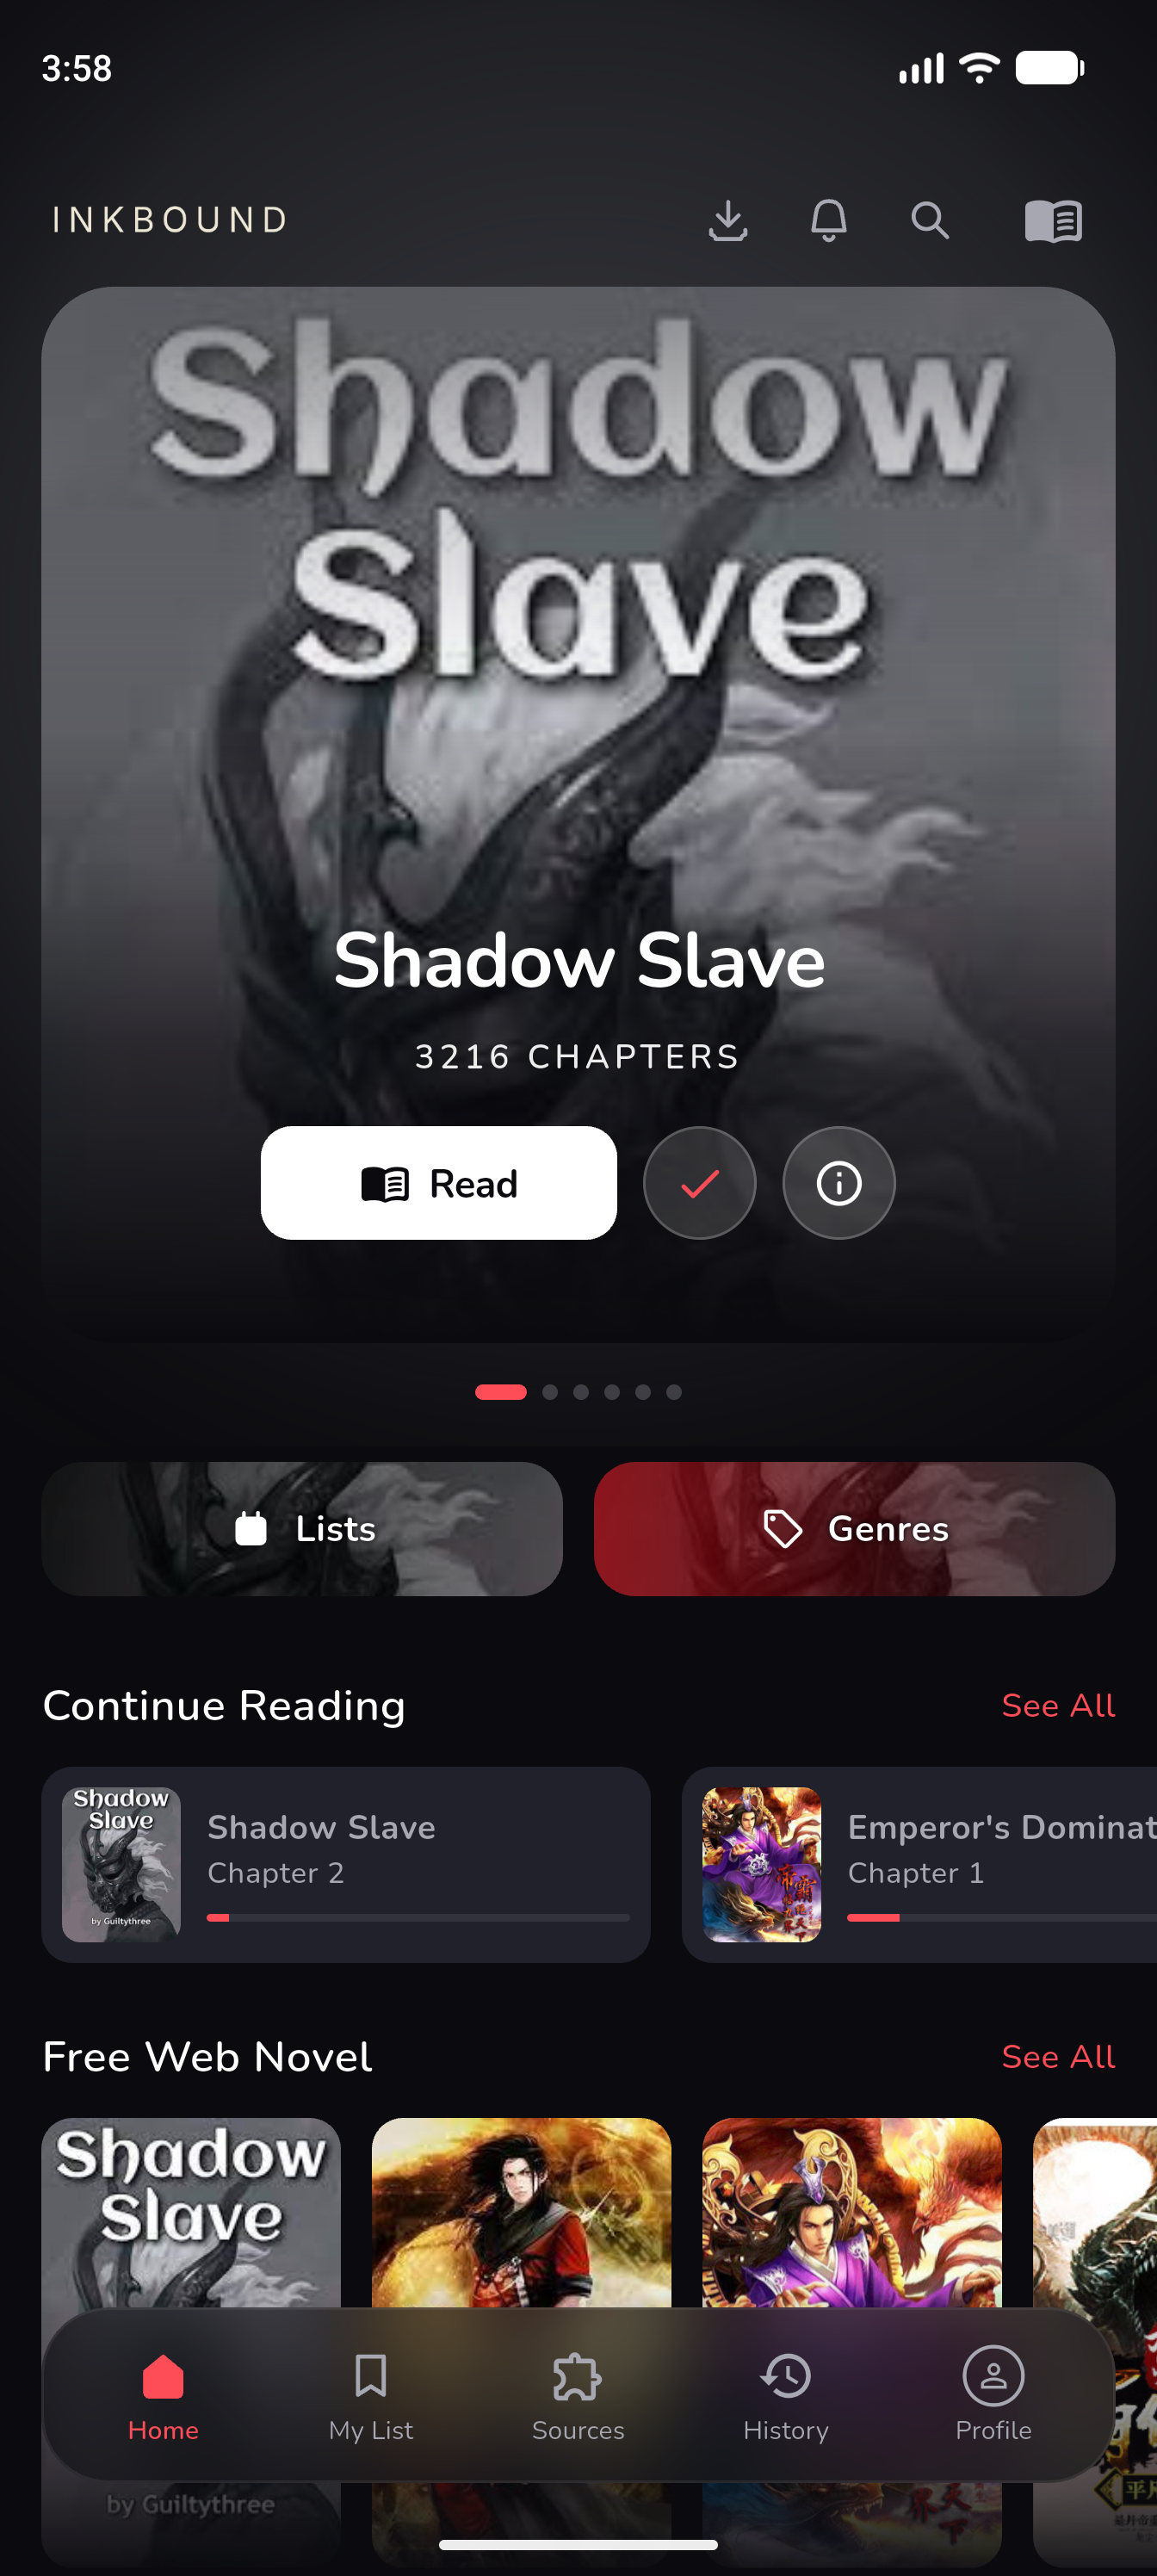 3:58
INKBOUND
Shadow
Slave
Shadow Slave
3216 CHAPTERS
Read
Lists
Genres
Continue Reading
See All
Shadow
Slave
by Guiltythree
Shadow Slave
Chapter 2
Emperor's Dominat
Chapter 1
Free Web Novel
See All
Shadow
Slave
by Guiltythree
Home
My List
Sources
History
Profile